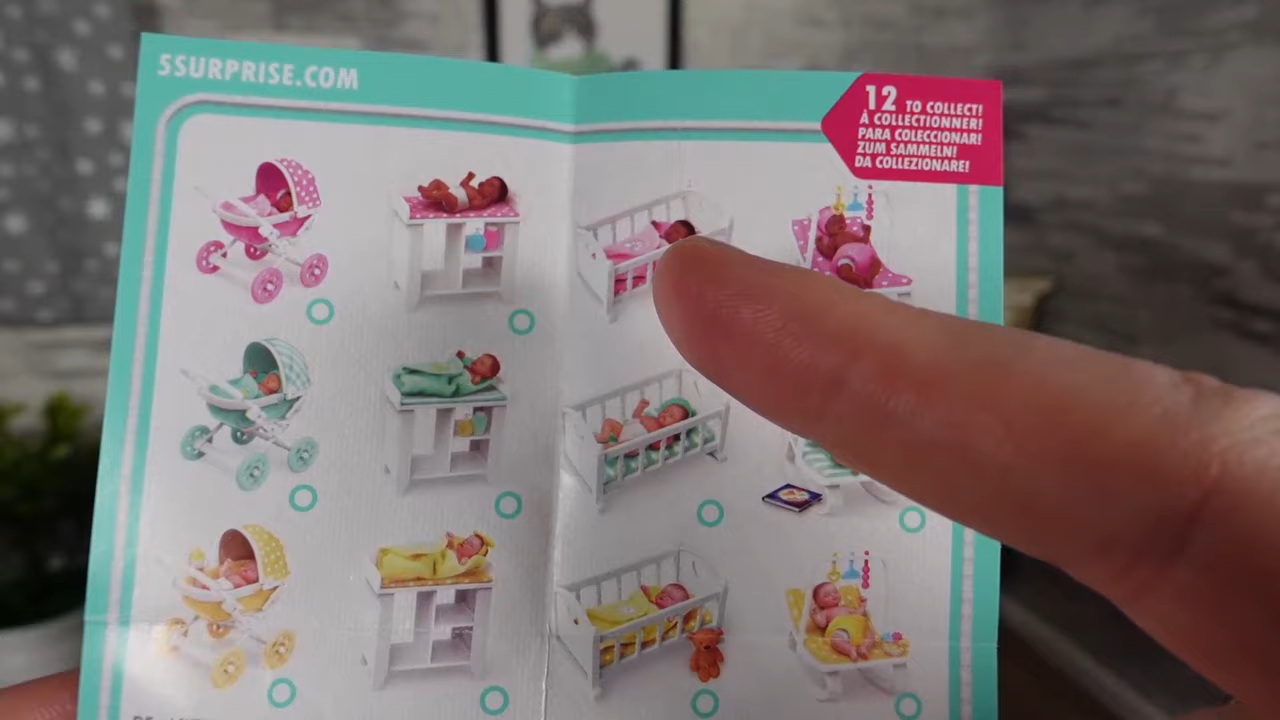 5SURPRISE.COM
12 TO COLLECT!
À COLLECTIONNER!
PARA COLECCIONAR!
ZUM SAMMELN!
DA COLLEZIONARE!